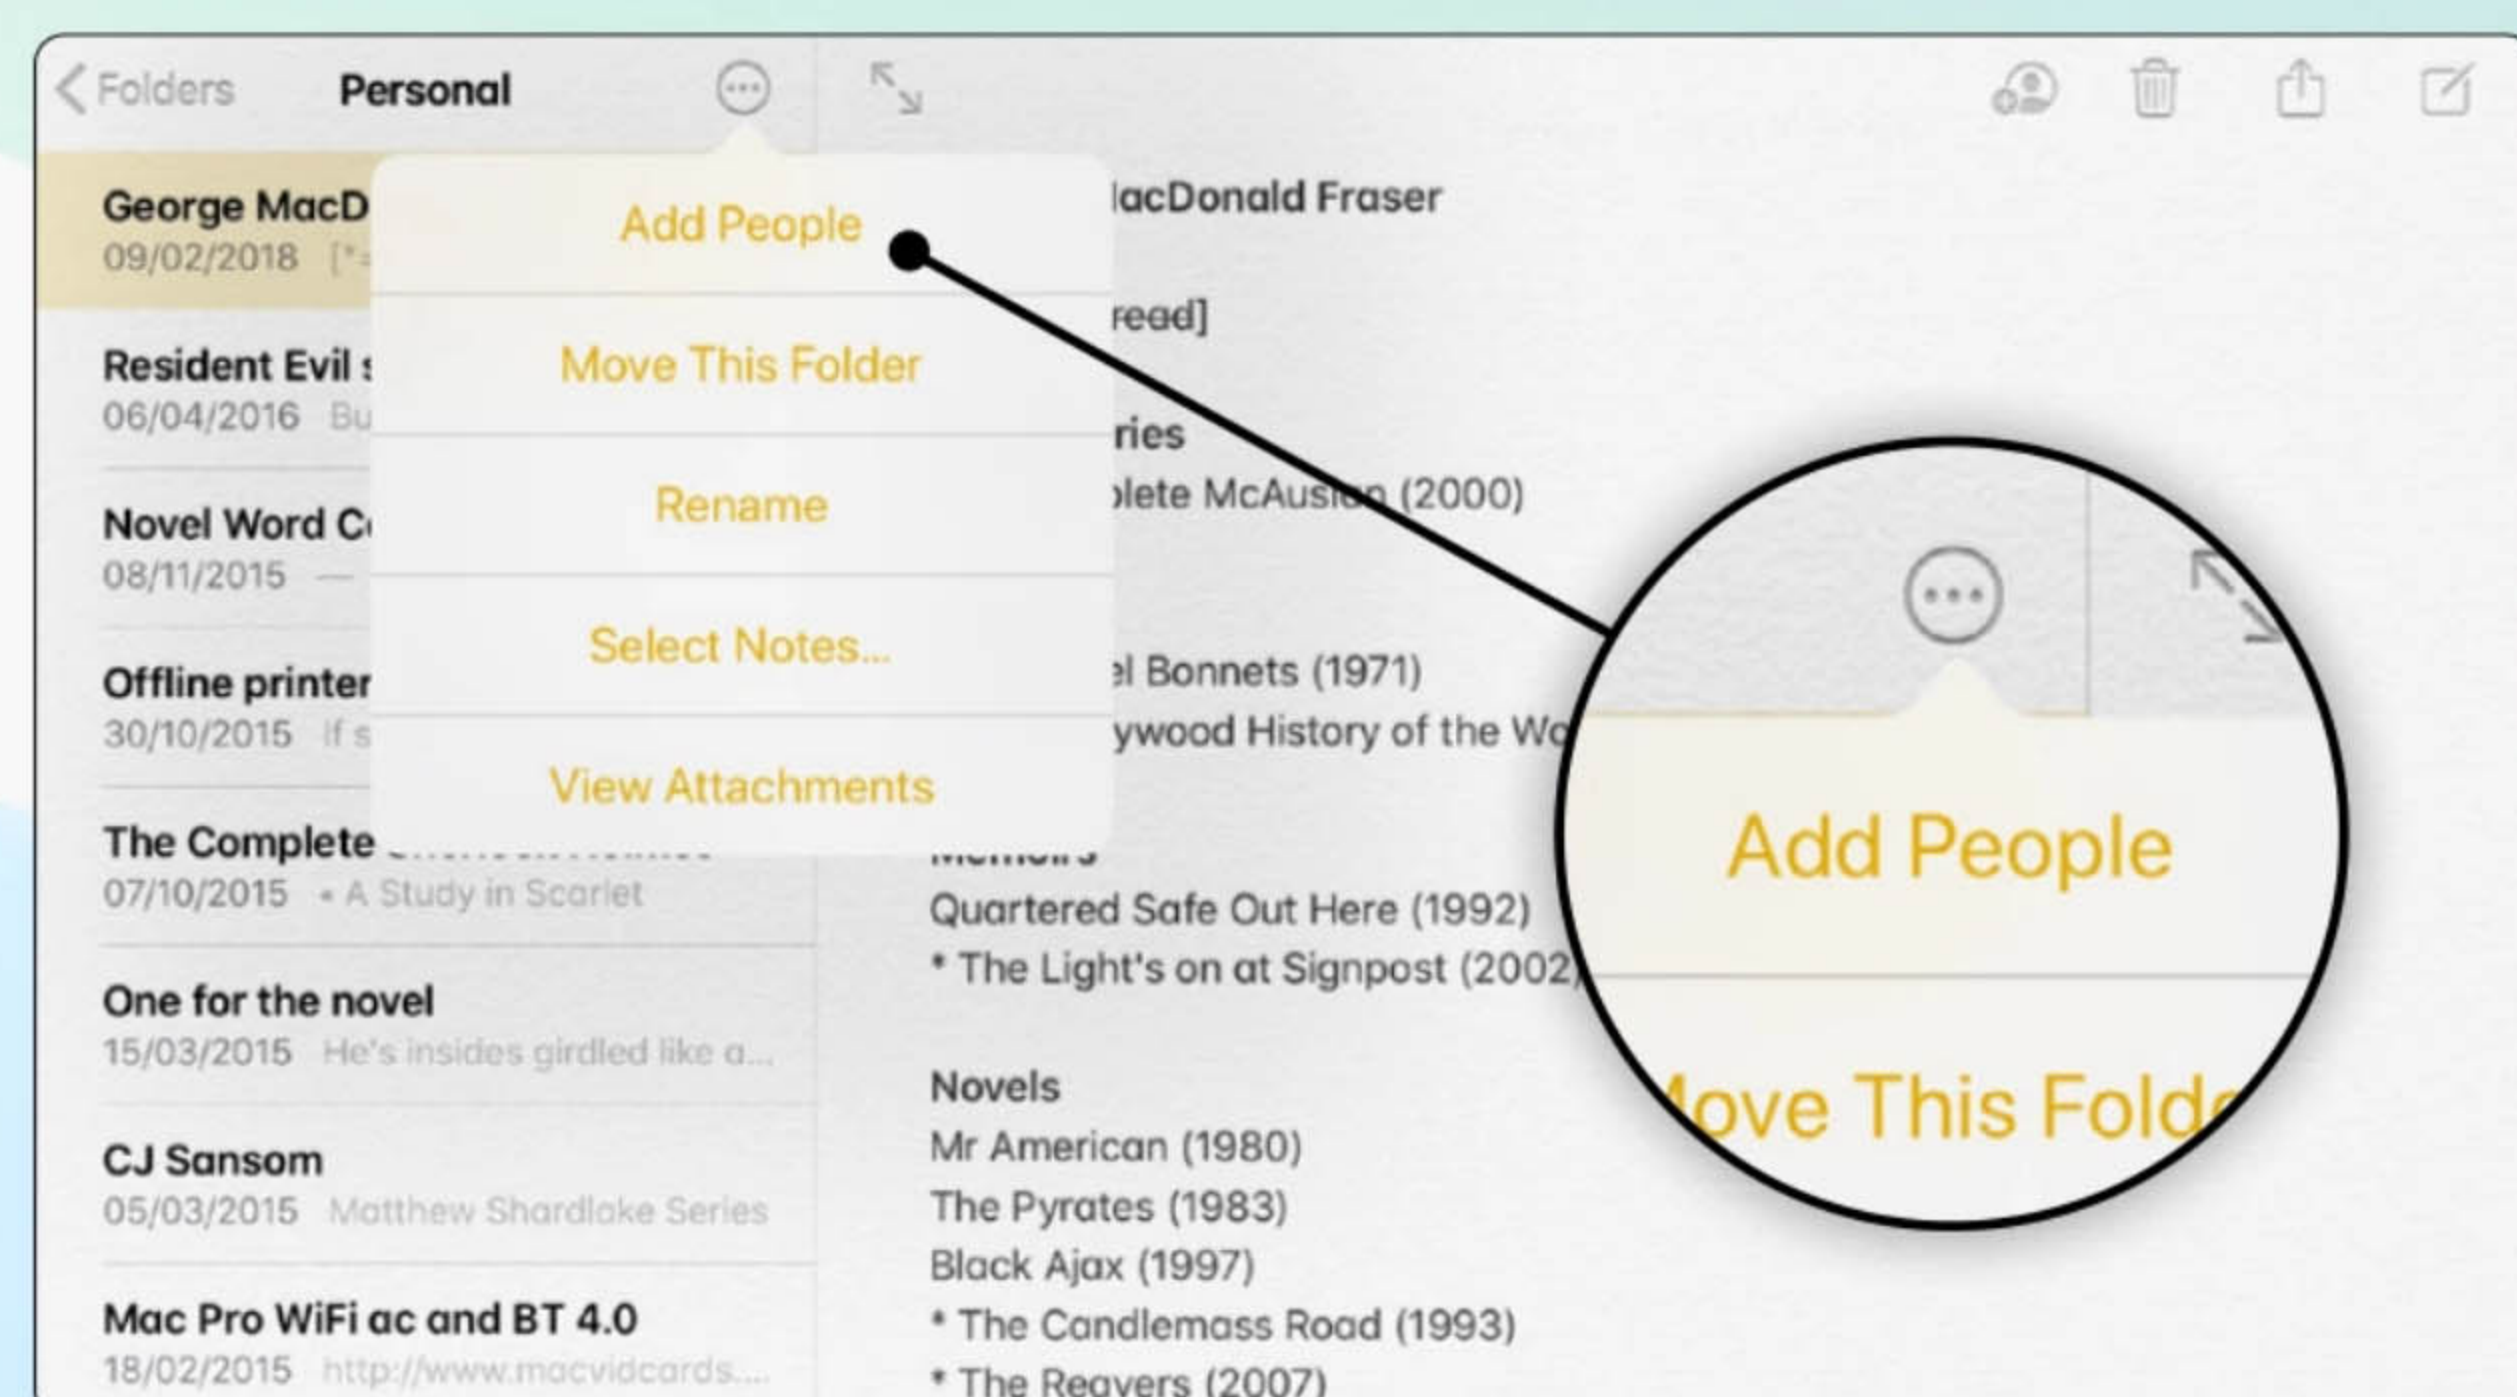 Folders
Personal
George MacD
09/02/2018 [*=
Resident Evil
06/04/2016 Bu
Novel Word
08/11/2015 —
Offline printer
30/10/2015 If s
The Complete
07/10/2015 • A Study in Scarlet
One for the novel
15/03/2015 He's insides girdled like a...
CJ Sansom
05/03/2015 Matthew Shardlake Series
Mac Pro WiFi ac and BT 4.0
18/02/2015 http://www.macvidcards....
Add People
Move This Folder
Rename
Select Notes...
View Attachments
acDonald Fraser
read]
ries
plete McAuslan (2000)
el Bonnets (1971)
ywood History of the Wo
Memoirs
Quartered Safe Out Here (1992)
* The Light's on at Signpost (2002)
Novels
Mr American (1980)
The Pyrates (1983)
Black Ajax (1997)
* The Candlemass Road (1993)
* The Reavers (2007)
Add People
Move This Folde